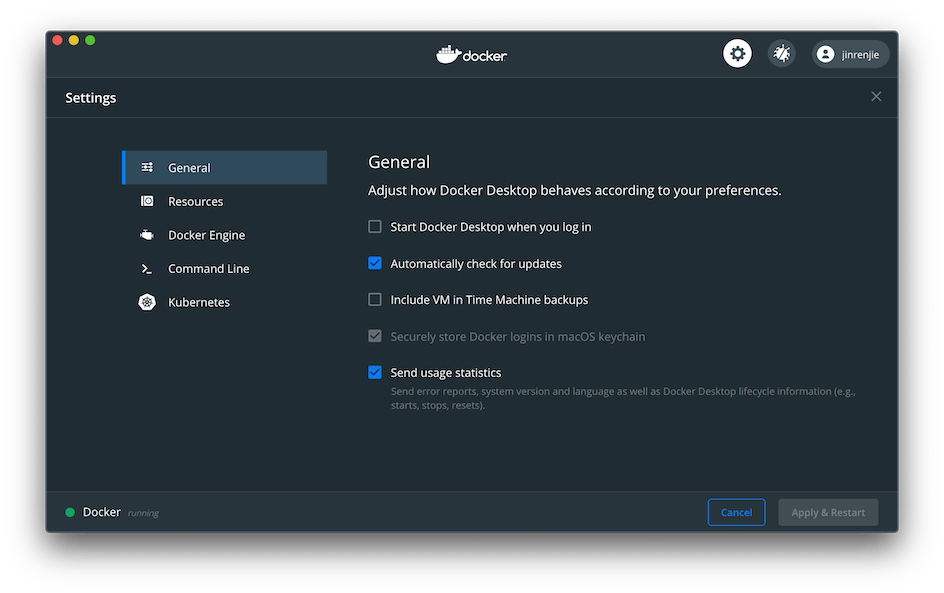 docker
jinrenjie
Settings
General
Resources
Docker Engine
Command Line
Kubernetes
General
Adjust how Docker Desktop behaves according to your preferences.
Start Docker Desktop when you log in
Automatically check for updates
Include VM in Time Machine backups
Securely store Docker logins in macOS keychain
Send usage statistics
Send error reports, system version and language as well as Docker Desktop lifecycle information (e.g.,
starts, stops, resets).
Docker running
Cancel
Apply & Restart